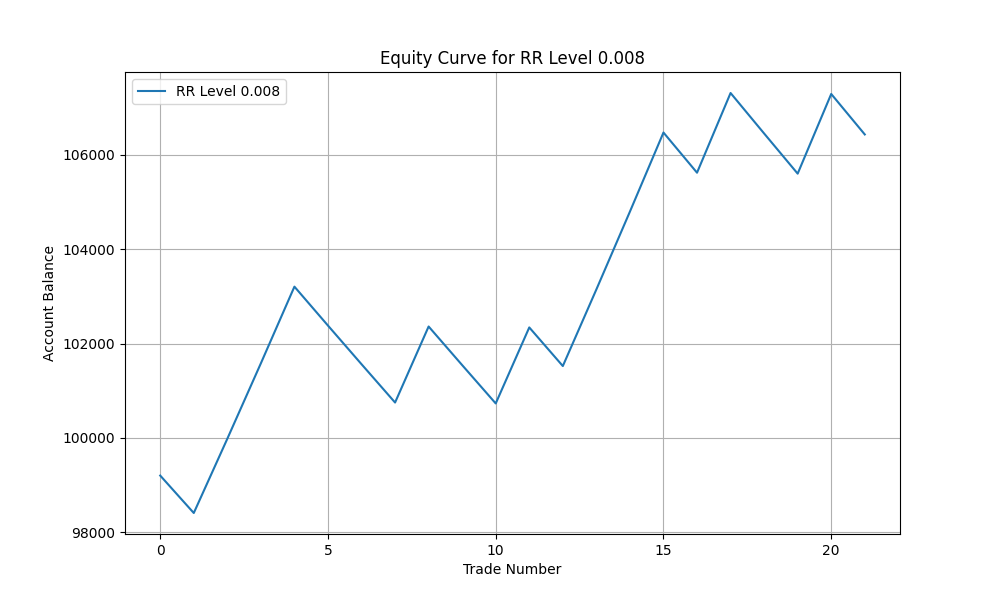 Equity Curve for RR Level 0.008
RR Level 0.008
106000
104000
102000
100000
98000
Account Balance
0 5 10 15 20
Trade Number